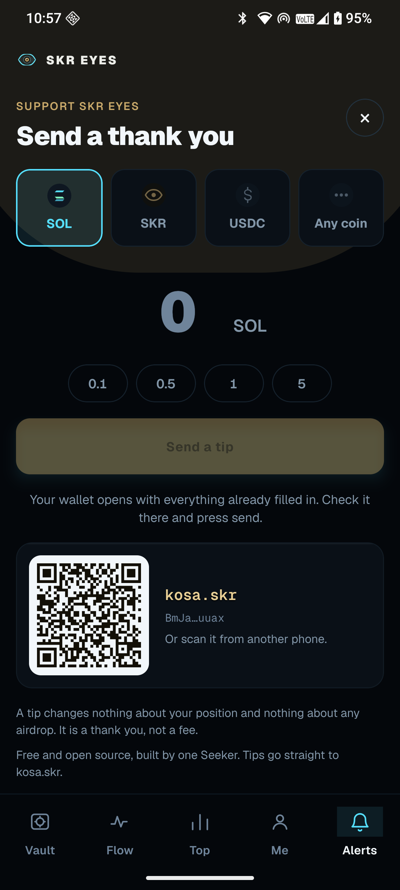 10:57
VoLTE
95%
SKR EYES
SUPPORT SKR EYES
Send a thank you
SOL
SKR
USDC
Any coin
0 SOL
0.1
0.5
1
5
Send a tip
Your wallet opens with everything already filled in. Check it
there and press send.
kosa.skr
BmJa…uuax
Or scan it from another phone.
A tip changes nothing about your position and nothing about any
airdrop. It is a thank you, not a fee.
Free and open source, built by one Seeker. Tips go straight to
kosa.skr.
Vault
Flow
Top
Me
Alerts